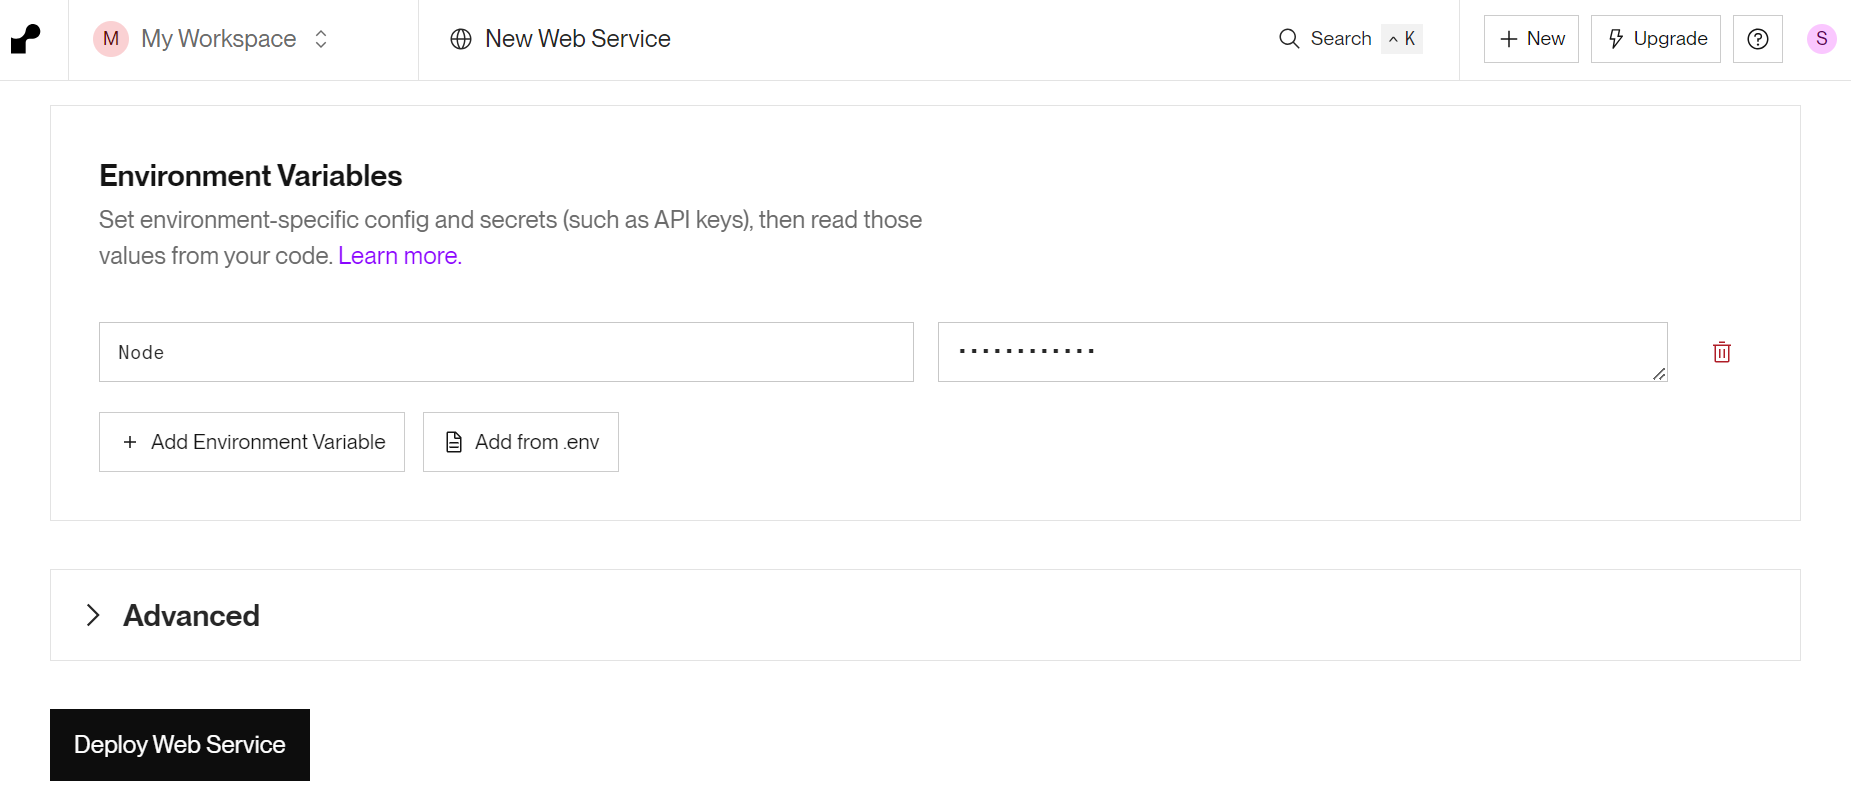 M My Workspace
New Web Service
Search ^ K
+ New
Upgrade
?
S
Environment Variables
Set environment-specific config and secrets (such as API keys), then read those
values from your code. Learn more.
Node
············
+ Add Environment Variable
Add from .env
Advanced
Deploy Web Service